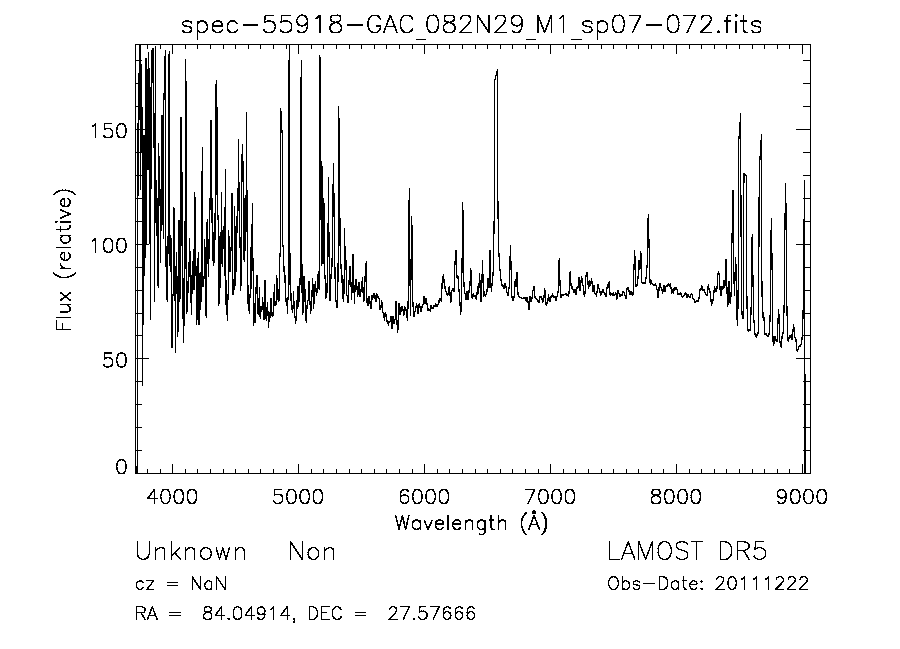 spec-55918-GAC_082N29_M1_sp07-072.fits
150
100
50
0
Flux (relative)
4000 5000 6000 7000 8000 9000
Wavelength (Å)
Unknown Non LAMOST DR5
cz = NaN Obs-Date: 20111222
RA = 84.04914, DEC = 27.57666